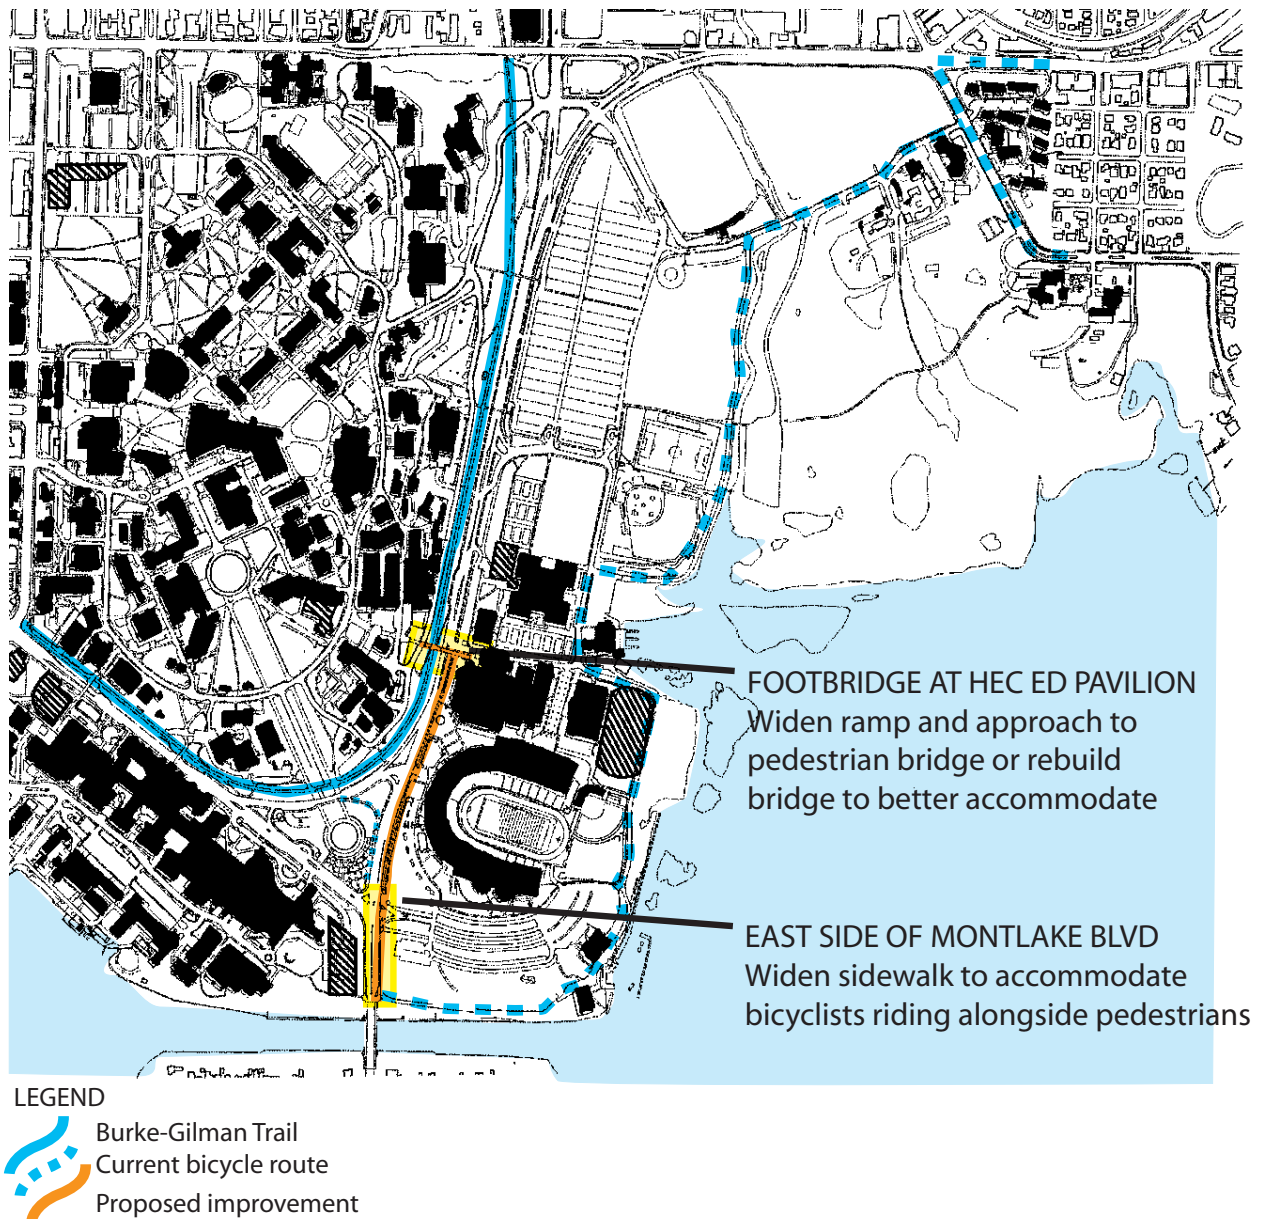 FOOTBRIDGE AT HEC ED PAVILION
Widen ramp and approach to
pedestrian bridge or rebuild
bridge to better accommodate
EAST SIDE OF MONTLAKE BLVD
Widen sidewalk to accommodate
bicyclists riding alongside pedestrians
LEGEND
Burke-Gilman Trail
Current bicycle route
Proposed improvement